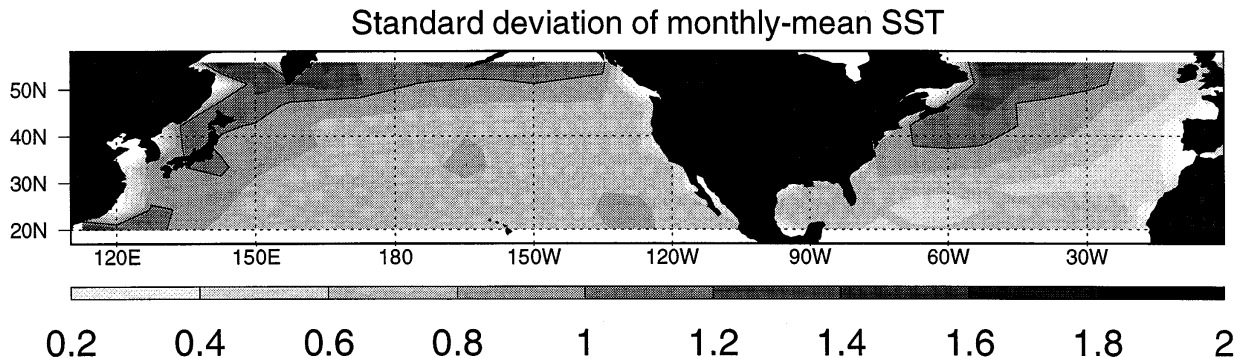 Standard deviation of monthly-mean SST
50N
40N
30N
20N
120E 150E 180 150W 120W 90W 60W 30W
0.2 0.4 0.6 0.8 1 1.2 1.4 1.6 1.8 2